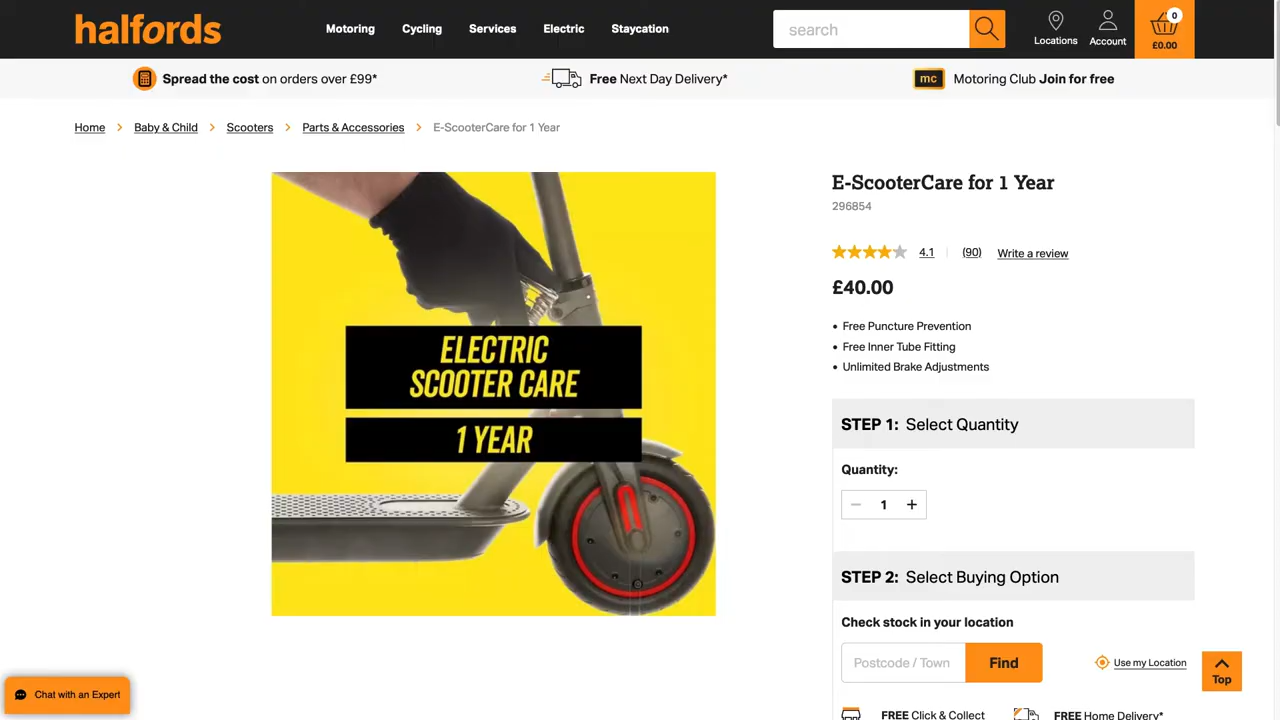 halfords
Motoring
Cycling
Services
Electric
Staycation
search
Locations
Account
0
£0.00
Spread the cost on orders over £99*
Free Next Day Delivery*
mc
Motoring Club Join for free
Home
Baby & Child
Scooters
Parts & Accessories
E-ScooterCare for 1 Year
ELECTRIC
SCOOTER CARE
1 YEAR
E-ScooterCare for 1 Year
296854
4.1
(90)
Write a review
£40.00
• Free Puncture Prevention
• Free Inner Tube Fitting
• Unlimited Brake Adjustments
STEP 1: Select Quantity
Quantity:
− 1 +
STEP 2: Select Buying Option
Check stock in your location
Postcode / Town
Find
Use my Location
Top
FREE Click & Collect
FREE Home Delivery*
Chat with an Expert